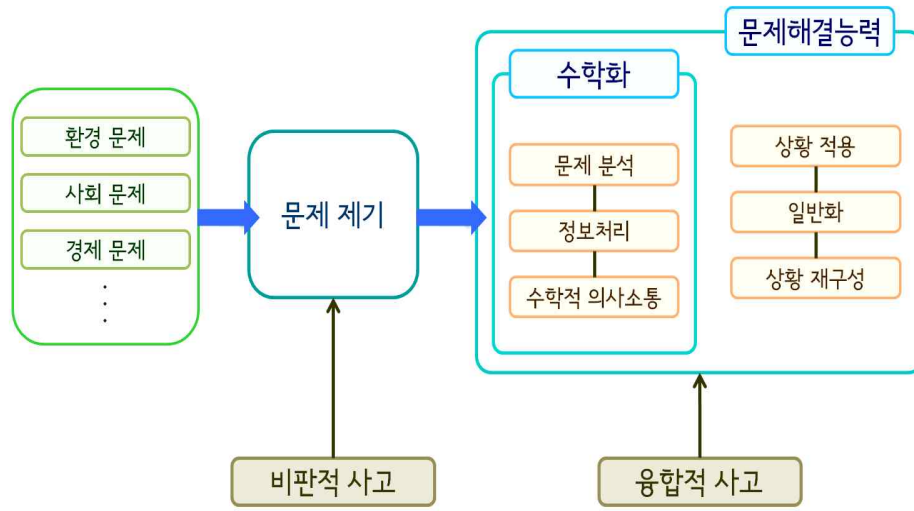 문제해결능력
수학화
환경 문제
사회 문제
경제 문제
문제 제기
문제 분석
정보처리
수학적 의사소통
상황 적용
일반화
상황 재구성
비판적 사고
융합적 사고